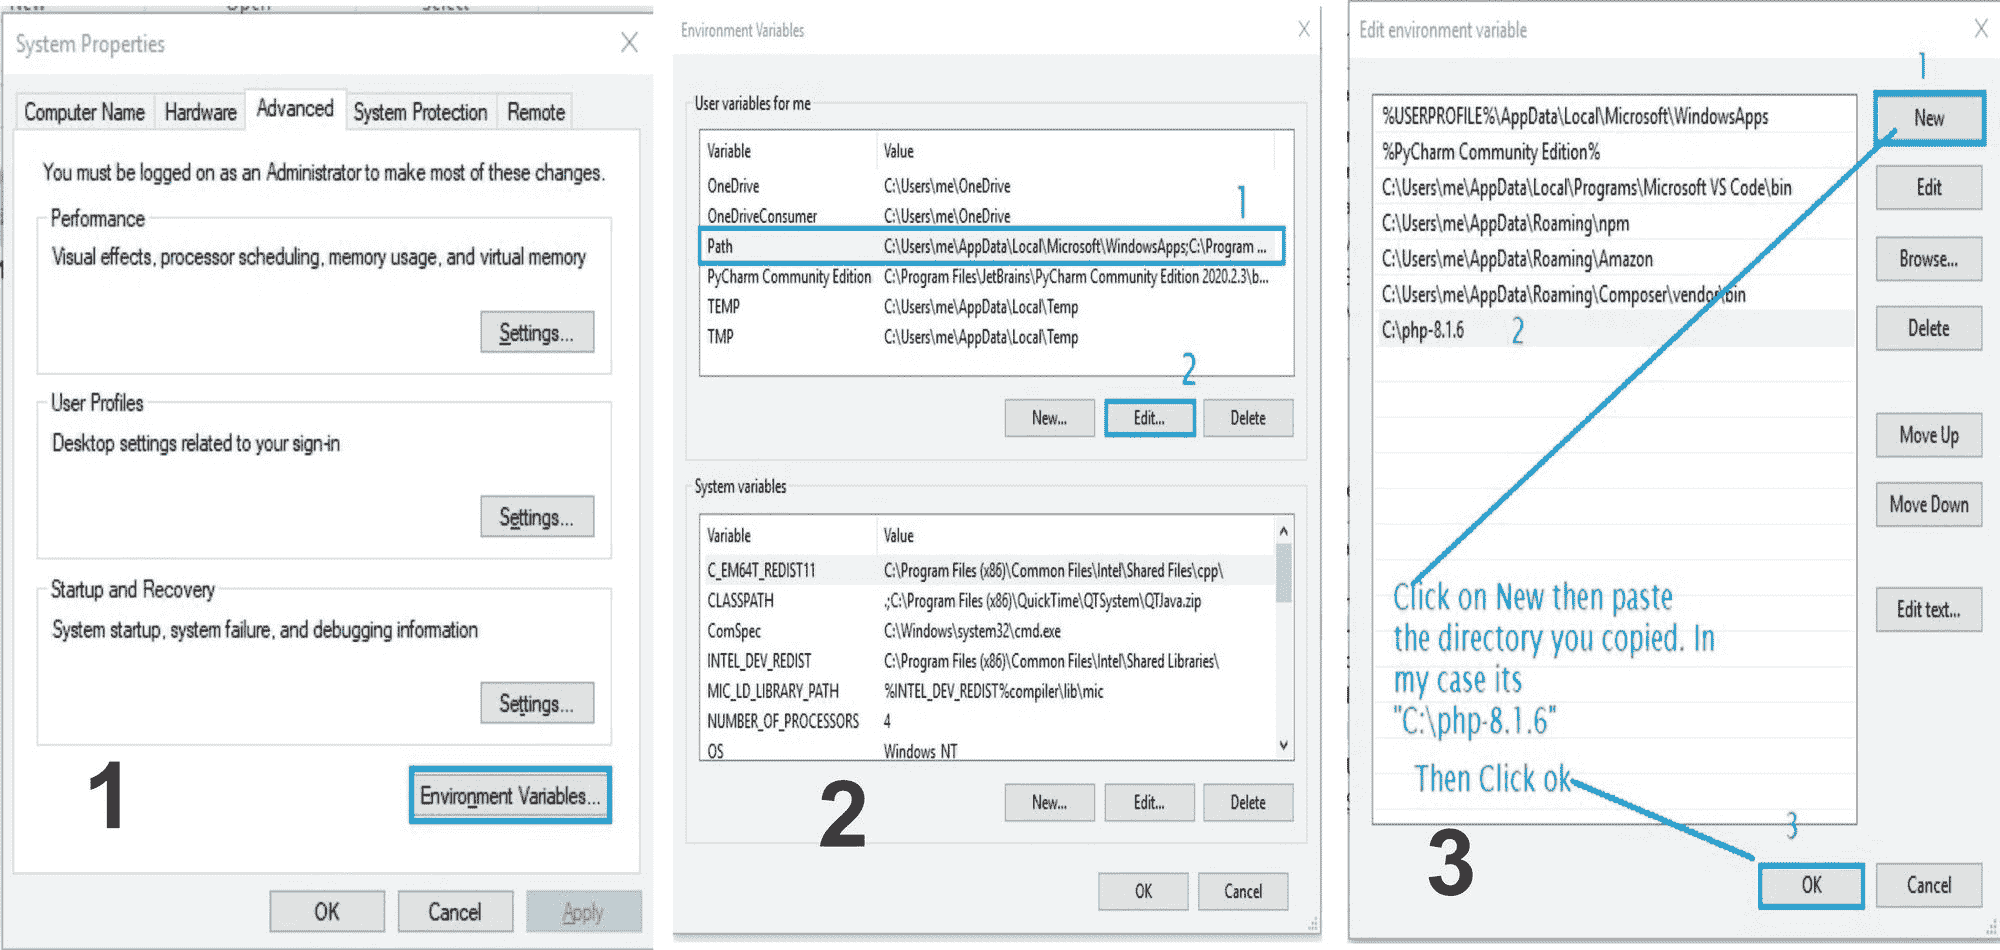 New
Open
Select
System Properties
Computer Name
Hardware
Advanced
System Protection
Remote
You must be logged on as an Administrator to make most of these changes.
Performance
Visual effects, processor scheduling, memory usage, and virtual memory
Settings...
User Profiles
Desktop settings related to your sign-in
Settings...
Startup and Recovery
System startup, system failure, and debugging information
Settings...
1
Environment Variables...
OK
Cancel
Apply
Environment Variables
User variables for me
Variable Value
OneDrive C:\Users\me\OneDrive
1
OneDriveConsumer C:\Users\me\OneDrive
Path C:\Users\me\AppData\Local\Microsoft\WindowsApps;C:\Program ...
PyCharm Community Edition C:\Program Files\JetBrains\PyCharm Community Edition 2020.2.3\b...
TEMP C:\Users\me\AppData\Local\Temp
TMP C:\Users\me\AppData\Local\Temp
2
New...
Edit...
Delete
System variables
Variable Value
C_EM64T_REDIST11 C:\Program Files (x86)\Common Files\Intel\Shared Files\cpp\
CLASSPATH .;C:\Program Files (x86)\QuickTime\QTSystem\QTJava.zip
ComSpec C:\Windows\system32\cmd.exe
INTEL_DEV_REDIST C:\Program Files (x86)\Common Files\Intel\Shared Libraries\
MIC_LD_LIBRARY_PATH %INTEL_DEV_REDIST%compiler\lib\mic
NUMBER_OF_PROCESSORS 4
OS Windows_NT
2
New...
Edit...
Delete
OK
Cancel
Edit environment variable
1
%USERPROFILE%\AppData\Local\Microsoft\WindowsApps
%PyCharm Community Edition%
C:\Users\me\AppData\Local\Programs\Microsoft VS Code\bin
C:\Users\me\AppData\Roaming\npm
C:\Users\me\AppData\Roaming\Amazon
C:\Users\me\AppData\Roaming\Composer\vendor\bin
C:\php-8.1.6
2
New
Edit
Browse...
Delete
Move Up
Move Down
Edit text...
Click on New then paste
the directory you copied. In
my case its
"C:\php-8.1.6"
Then Click ok
3
3
OK
Cancel